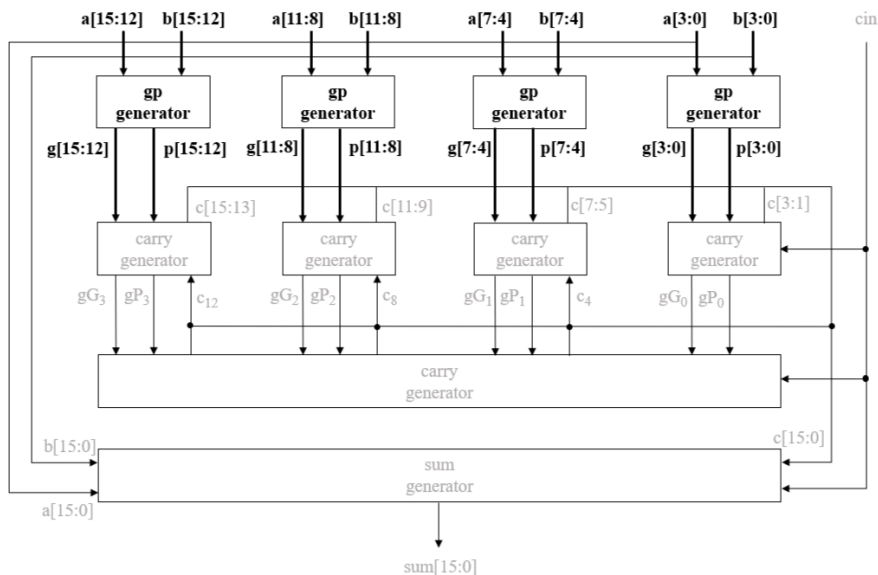 a[15:12] b[15:12] a[11:8] b[11:8] a[7:4] b[7:4] a[3:0] b[3:0] cin
gp gp gp gp
generator generator generator generator
g[15:12] p[15:12] g[11:8] p[11:8] g[7:4] p[7:4] g[3:0] p[3:0]
c[15:13] c[11:9] c[7:5] c[3:1]
carry carry carry carry
generator generator generator generator
gG3 gP3 c12 gG2 gP2 c8 gG1 gP1 c4 gG0 gP0
carry
generator
b[15:0] c[15:0]
sum
generator
a[15:0]
sum[15:0]